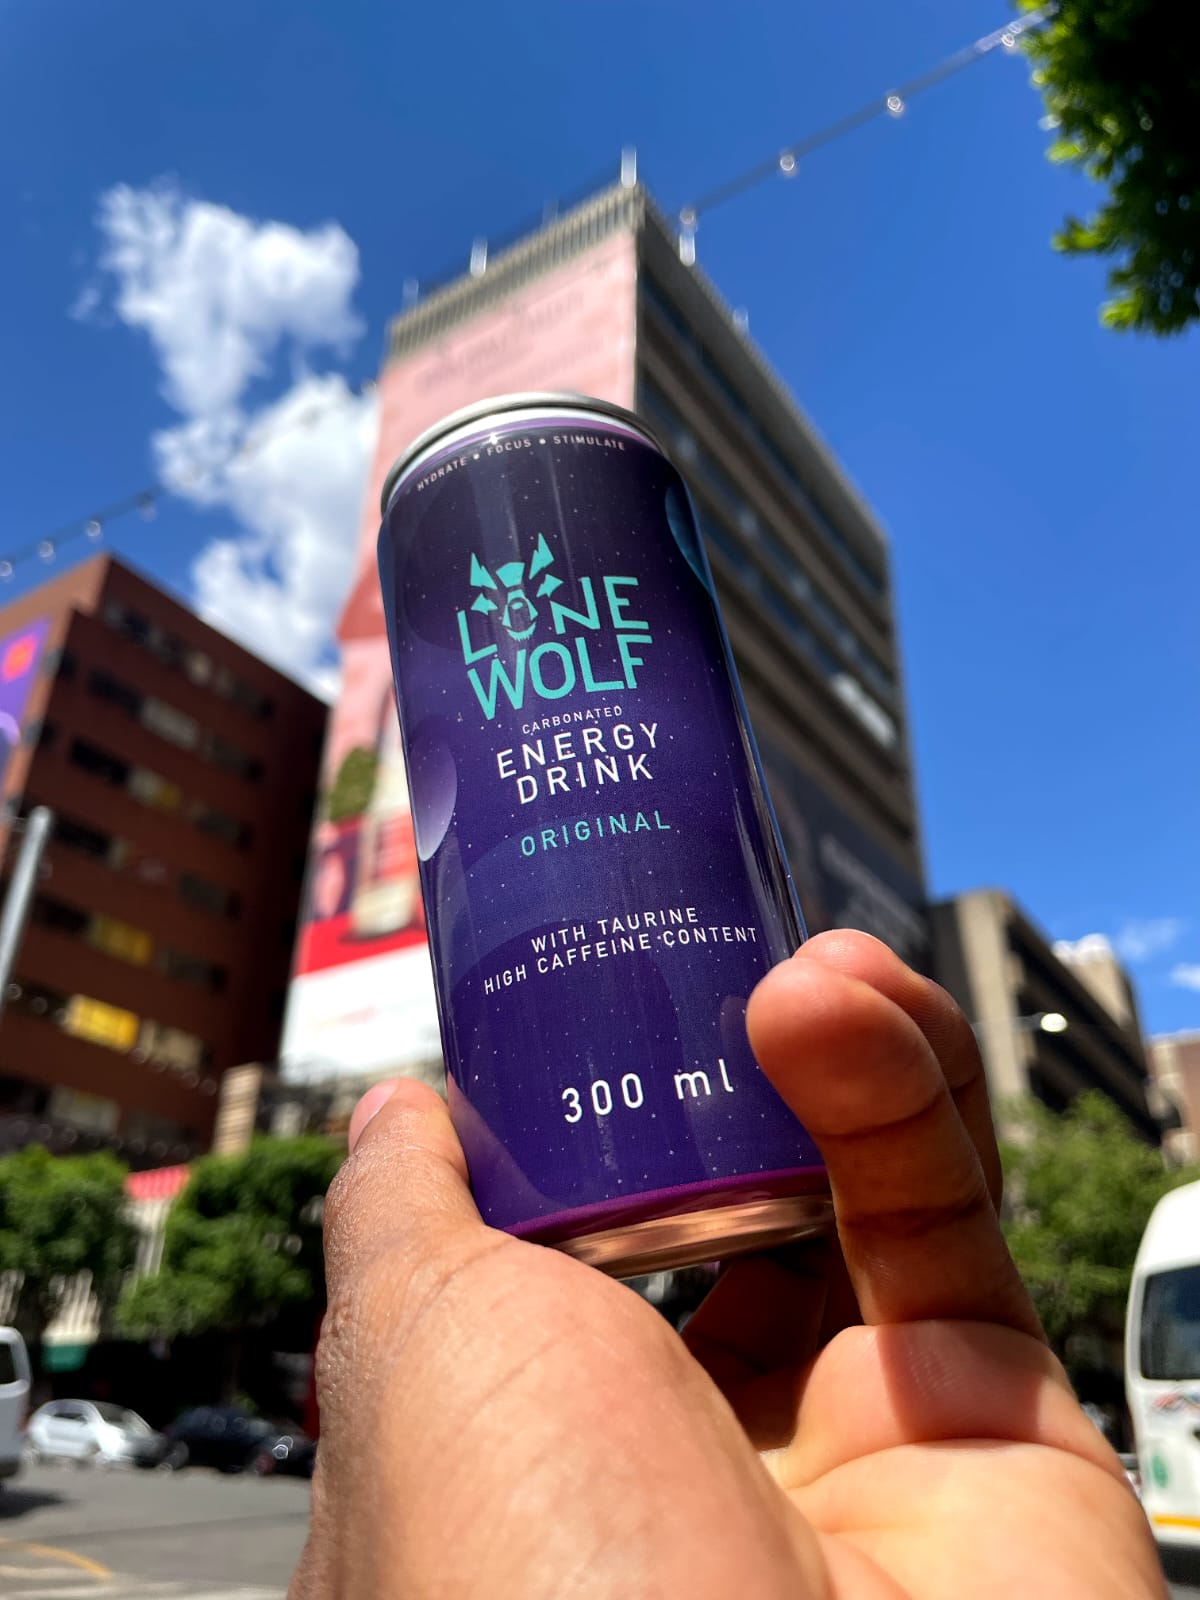 HYDRATE • FOCUS • STIMULATE
LONE
WOLF
CARBONATED
ENERGY
DRINK
ORIGINAL
WITH TAURINE
HIGH CAFFEINE CONTENT
300 ml